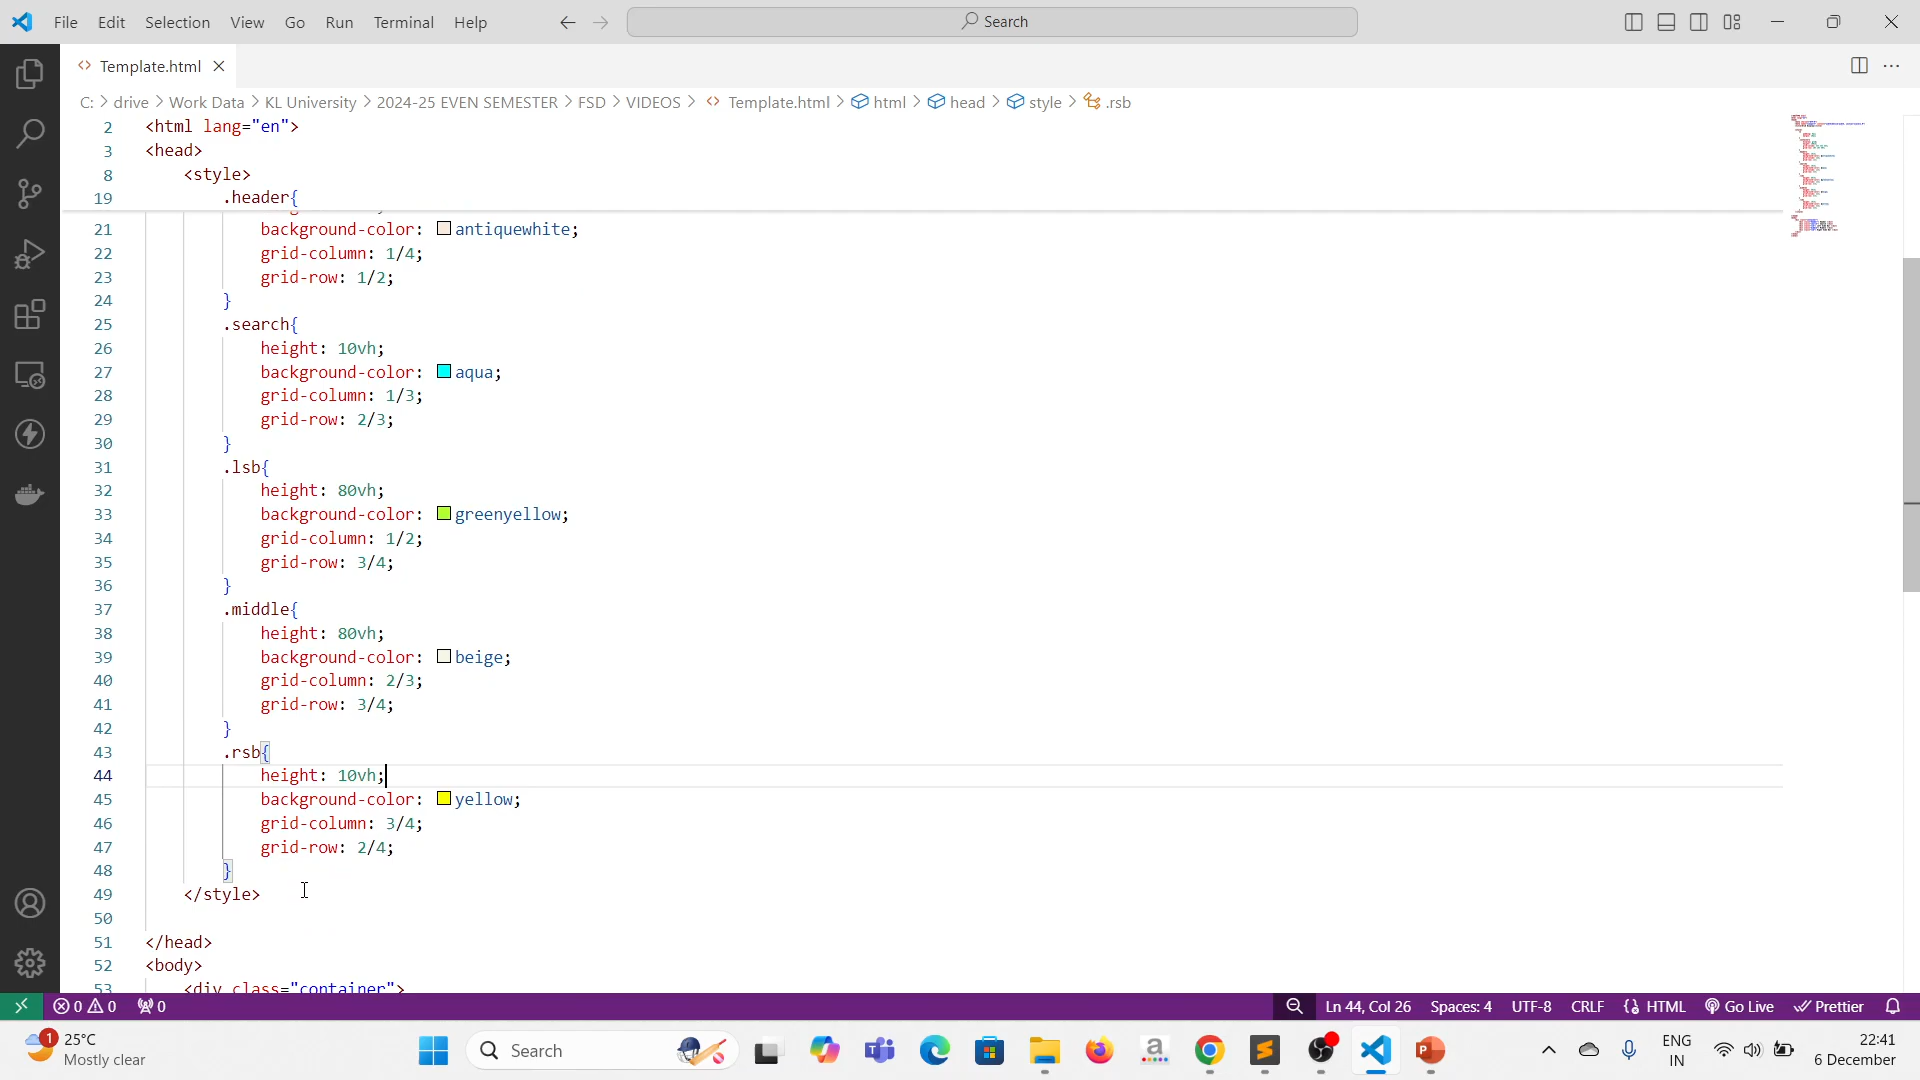 File Edit Selection View Go Run Terminal Help Search
Template.html
C: > drive > Work Data > KL University > 2024-25 EVEN SEMESTER > FSD > VIDEOS > Template.html > html > head > style > .rsb
2 <html lang="en">
3 <head>
8 <style>
19 .header{
21 background-color: antiquewhite;
22 grid-column: 1/4;
23 grid-row: 1/2;
24 }
25 .search{
26 height: 10vh;
27 background-color: aqua;
28 grid-column: 1/3;
29 grid-row: 2/3;
30 }
31 .lsb{
32 height: 80vh;
33 background-color: greenyellow;
34 grid-column: 1/2;
35 grid-row: 3/4;
36 }
37 .middle{
38 height: 80vh;
39 background-color: beige;
40 grid-column: 2/3;
41 grid-row: 3/4;
42 }
43 .rsb{
44 height: 10vh;
45 background-color: yellow;
46 grid-column: 3/4;
47 grid-row: 2/4;
48 }
49 </style>
50
51 </head>
52 <body>
53 <div class="container">
0 0 0 Ln 44, Col 26 Spaces: 4 UTF-8 CRLF {} HTML Go Live Prettier
1 25°C
Mostly clear
Search
ENG
IN
22:41
6 December